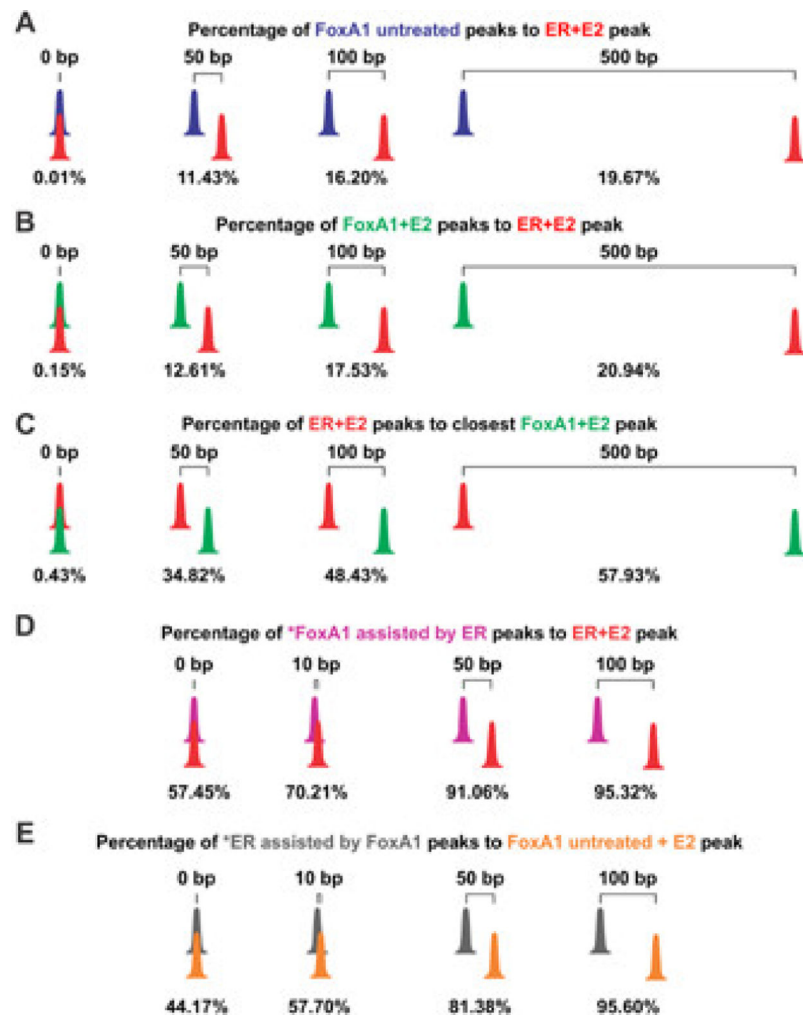 A
Percentage of FoxA1 untreated peaks to ER+E2 peak
0 bp 50 bp 100 bp 500 bp
0.01% 11.43% 16.20% 19.67%
B
Percentage of FoxA1+E2 peaks to ER+E2 peak
0 bp 50 bp 100 bp 500 bp
0.15% 12.61% 17.53% 20.94%
C
Percentage of ER+E2 peaks to closest FoxA1+E2 peak
0 bp 50 bp 100 bp 500 bp
0.43% 34.82% 48.43% 57.93%
D
Percentage of *FoxA1 assisted by ER peaks to ER+E2 peak
0 bp 10 bp 50 bp 100 bp
57.45% 70.21% 91.06% 95.32%
E
Percentage of *ER assisted by FoxA1 peaks to FoxA1 untreated + E2 peak
0 bp 10 bp 50 bp 100 bp
44.17% 57.70% 81.38% 95.60%